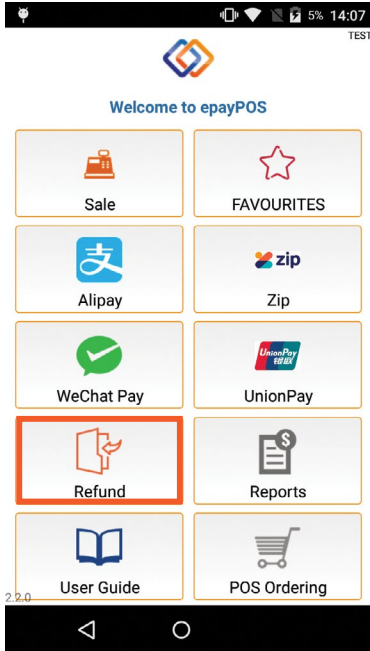 5% 14:07
TEST
Welcome to epayPOS
Sale
FAVOURITES
支
zip
Alipay
Zip
UnionPay
银联
WeChat Pay
UnionPay
$
Refund
Reports
User Guide
POS Ordering
2.2.0